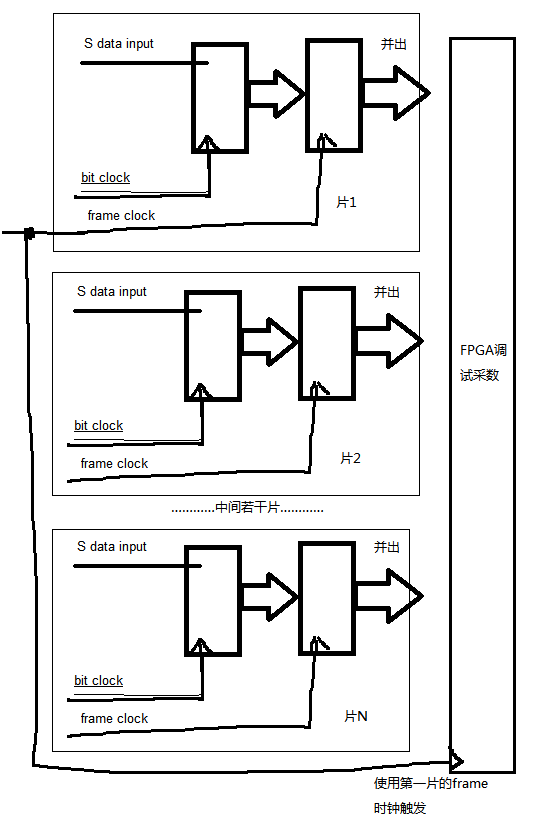 S data input
并出
bit clock
frame clock
片1
S data input
并出
FPGA调
试采数
bit clock
frame clock
片2
............中间若干片............
S data input
并出
bit clock
frame clock
片N
使用第一片的frame
时钟触发